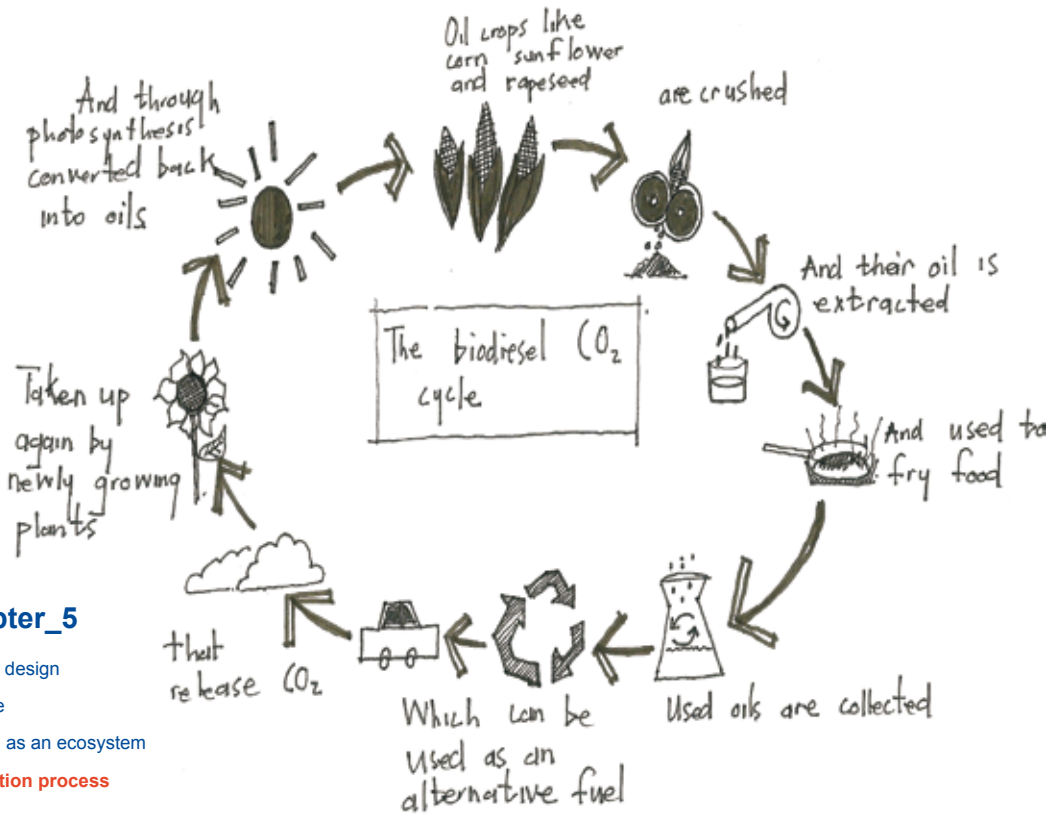 Oil crops like
corn sunflower
and rapeseed
are crushed
And their oil is
extracted
And used to
fry food
Used oils are collected
Which can be
used as an
alternative fuel
that
release CO₂
Taken up
again by
newly growing
plants
And through
photosynthesis
converted back
into oils
The biodiesel CO₂
cycle
pter_5
design
e
as an ecosystem
tion process